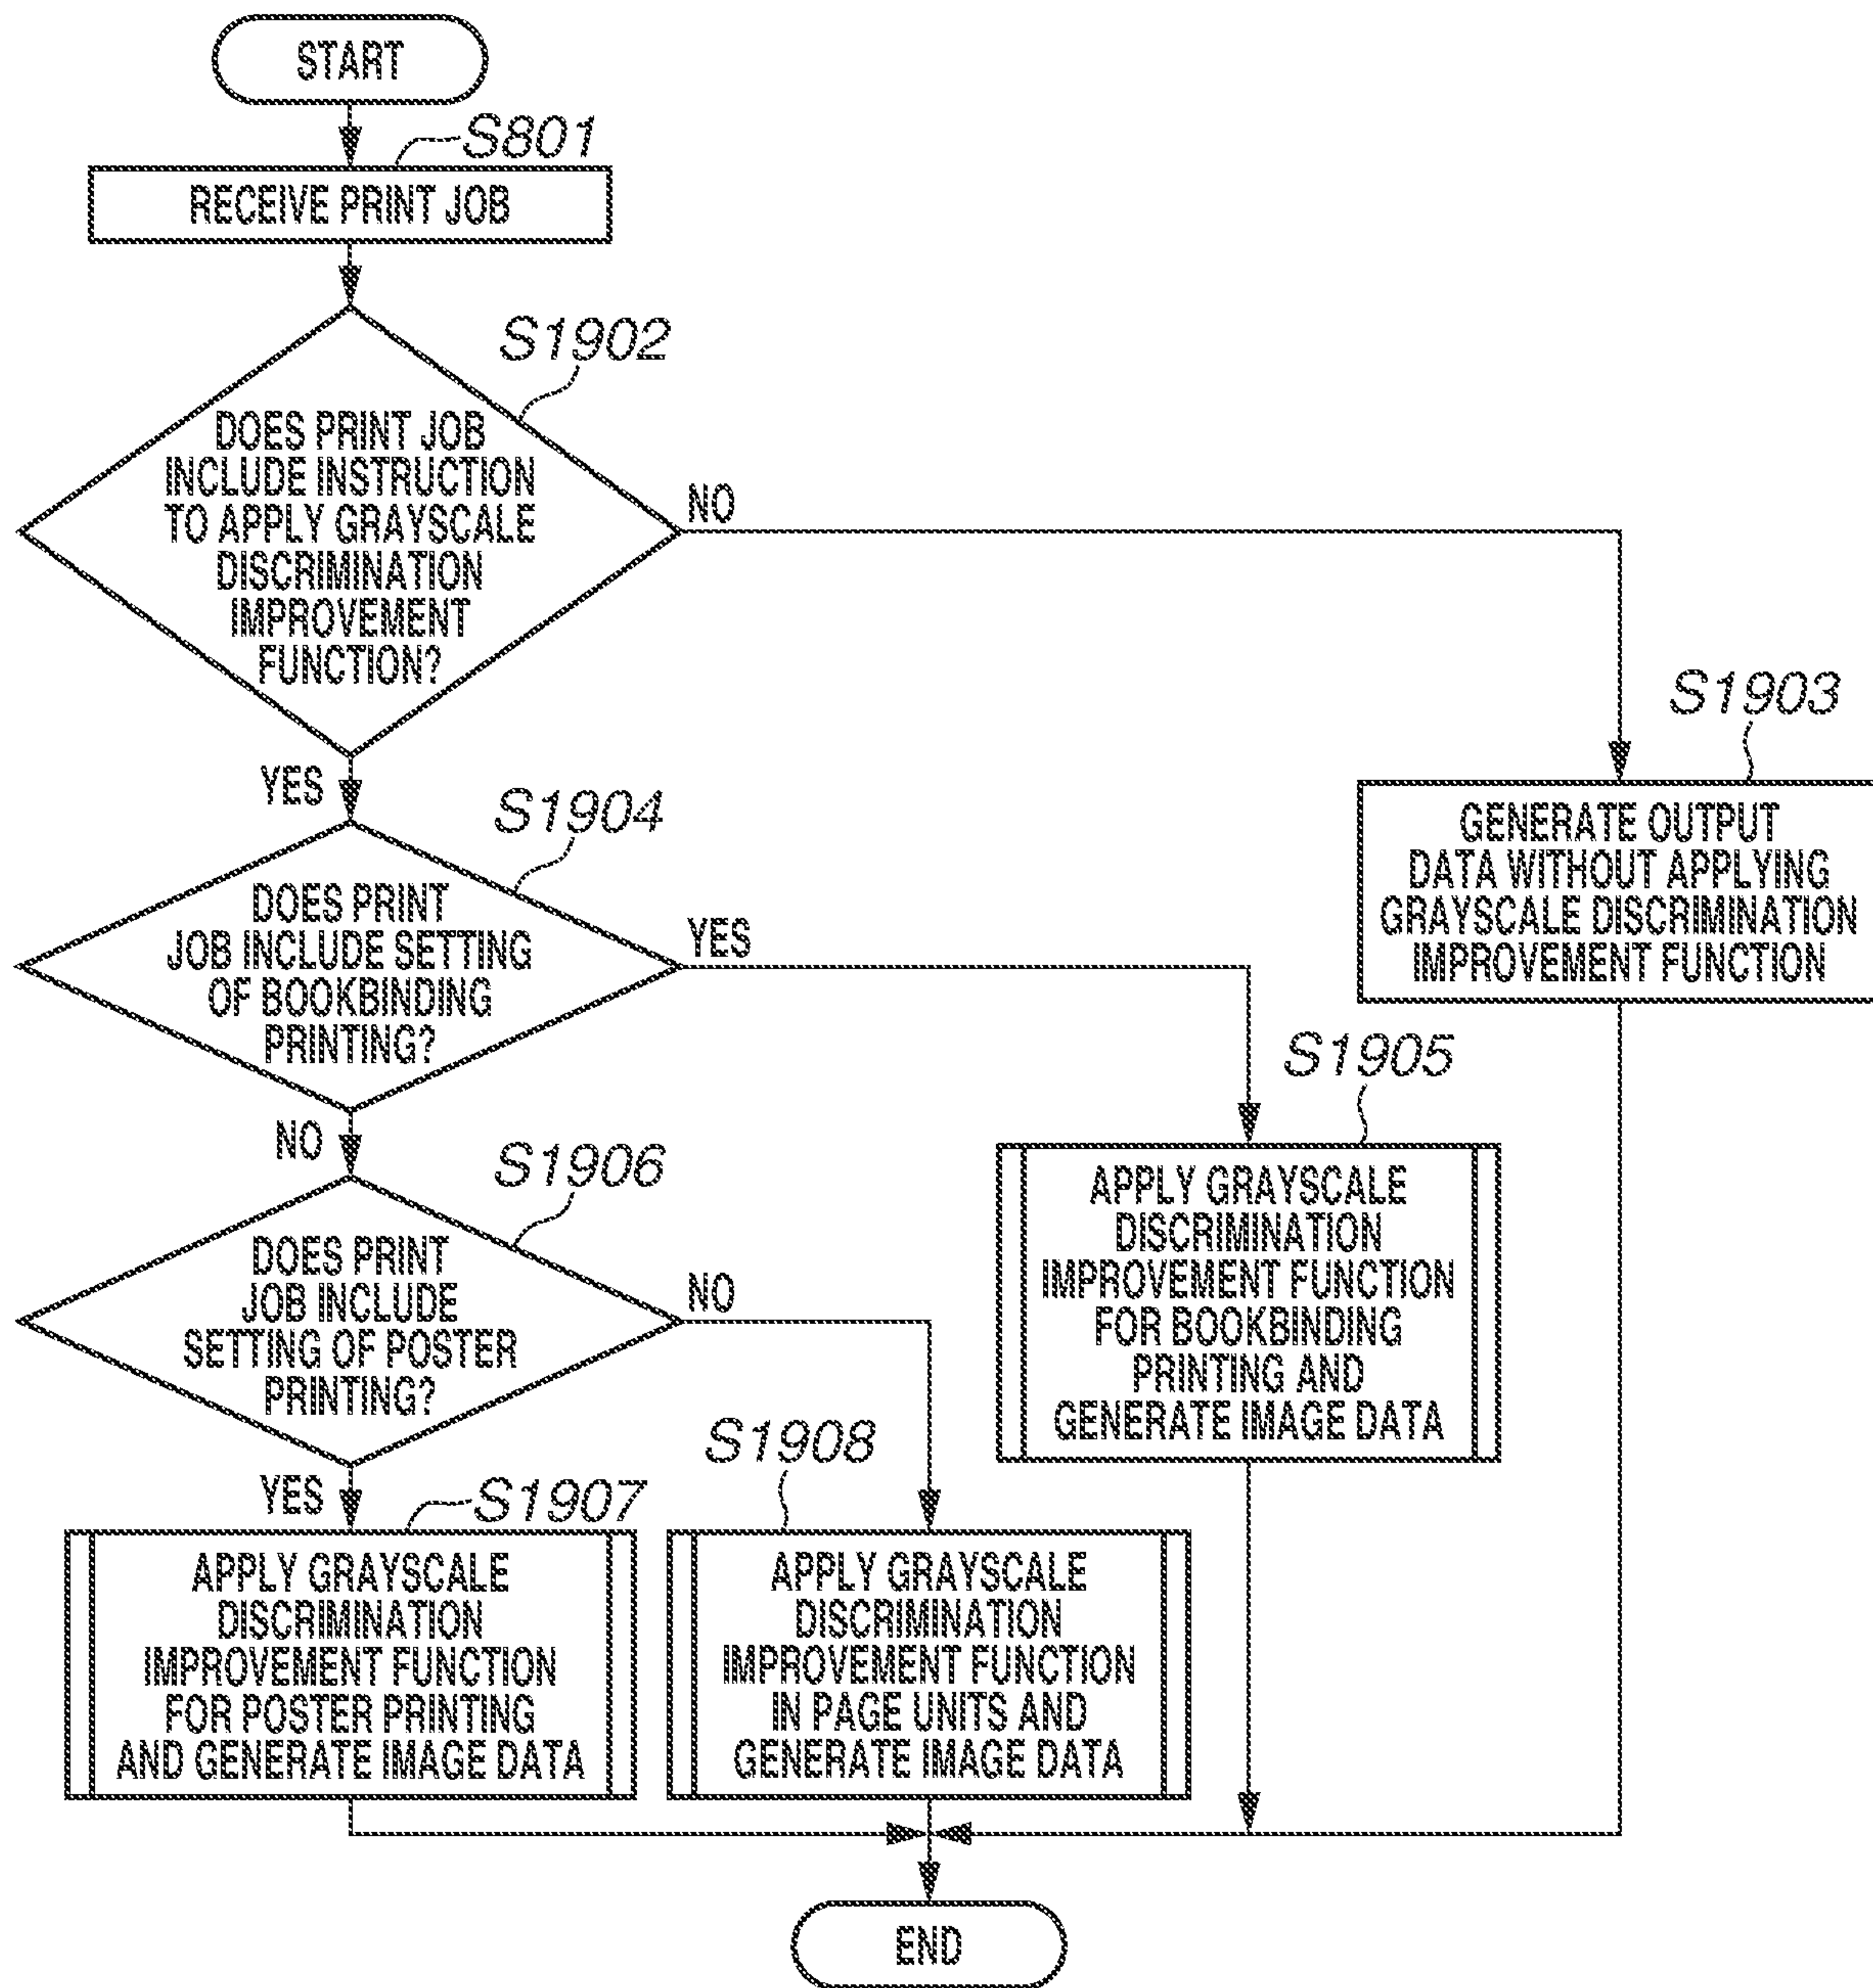 START
S801
RECEIVE PRINT JOB
S1902
DOES PRINT JOB
INCLUDE INSTRUCTION
TO APPLY GRAYSCALE
DISCRIMINATION
IMPROVEMENT
FUNCTION?
NO
YES
S1903
GENERATE OUTPUT
DATA WITHOUT APPLYING
GRAYSCALE DISCRIMINATION
IMPROVEMENT FUNCTION
S1904
DOES PRINT
JOB INCLUDE SETTING
OF BOOKBINDING
PRINTING?
YES
NO
S1905
APPLY GRAYSCALE
DISCRIMINATION
IMPROVEMENT FUNCTION
FOR BOOKBINDING
PRINTING AND
GENERATE IMAGE DATA
S1906
DOES PRINT
JOB INCLUDE
SETTING OF POSTER
PRINTING?
NO
YES
S1907
APPLY GRAYSCALE
DISCRIMINATION
IMPROVEMENT FUNCTION
FOR POSTER PRINTING
AND GENERATE IMAGE DATA
S1908
APPLY GRAYSCALE
DISCRIMINATION
IMPROVEMENT FUNCTION
IN PAGE UNITS AND
GENERATE IMAGE DATA
END